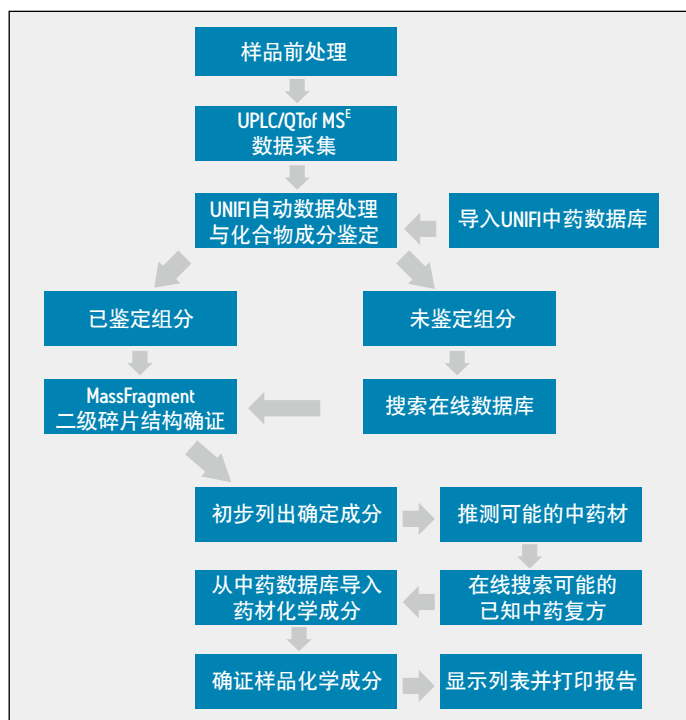 样品前处理
UPLC/QTof MSᴱ
数据采集
UNIFI自动数据处理
与化合物成分鉴定
导入UNIFI中药数据库
已鉴定组分
未鉴定组分
MassFragment
二级碎片结构确证
搜索在线数据库
初步列出确定成分
推测可能的中药材
从中药数据库导入
药材化学成分
在线搜索可能的
已知中药复方
确证样品化学成分
显示列表并打印报告